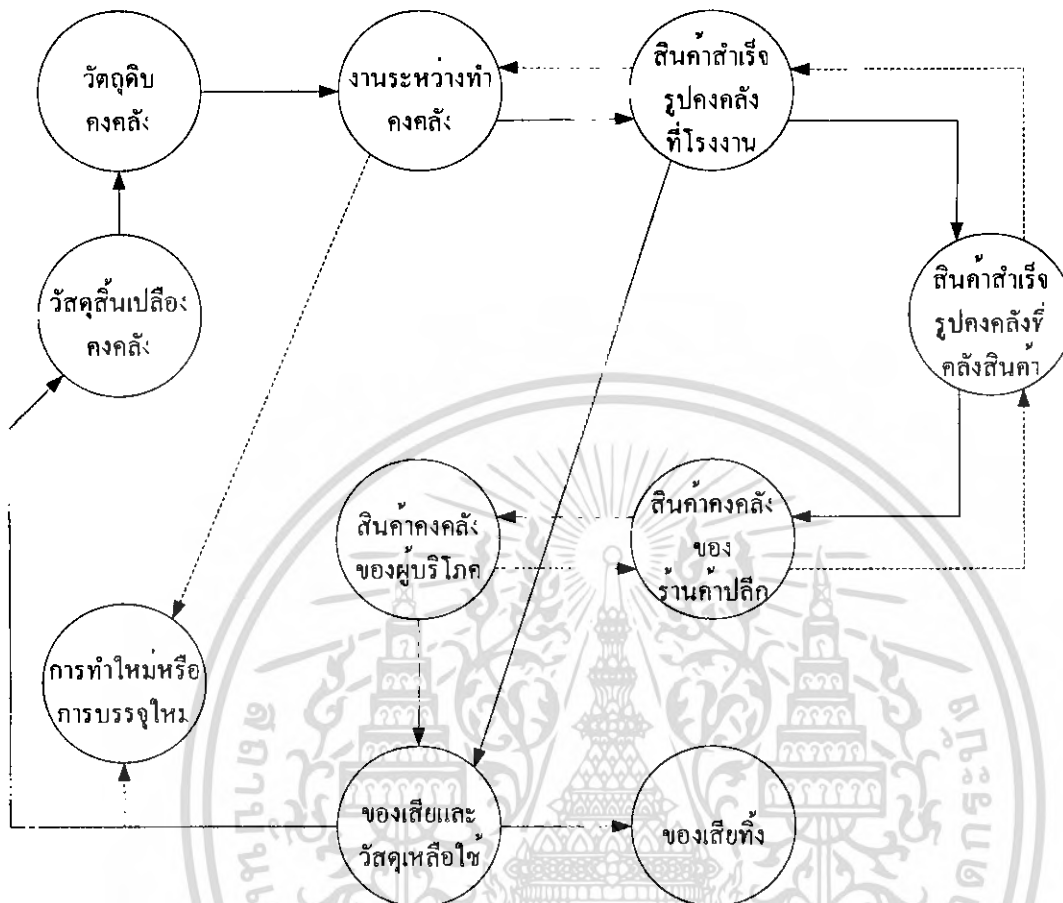 วัตถุดิบ
คงคลัง
งานระหว่างทำ
คงคลัง
สินค้าสำเร็จ
รูปคงคลัง
ที่โรงงาน
วัสดุสิ้นเปลือง
คงคลัง
สินค้าสำเร็จ
รูปคงคลังที่
คลังสินค้า
สินค้าคงคลัง
ของผู้บริโภค
สินค้าคงคลัง
ของ
ร้านค้าปลีก
การทำใหม่หรือ
การบรรจุใหม่
ของเสียและ
วัสดุเหลือใช้
ของเสียทิ้ง